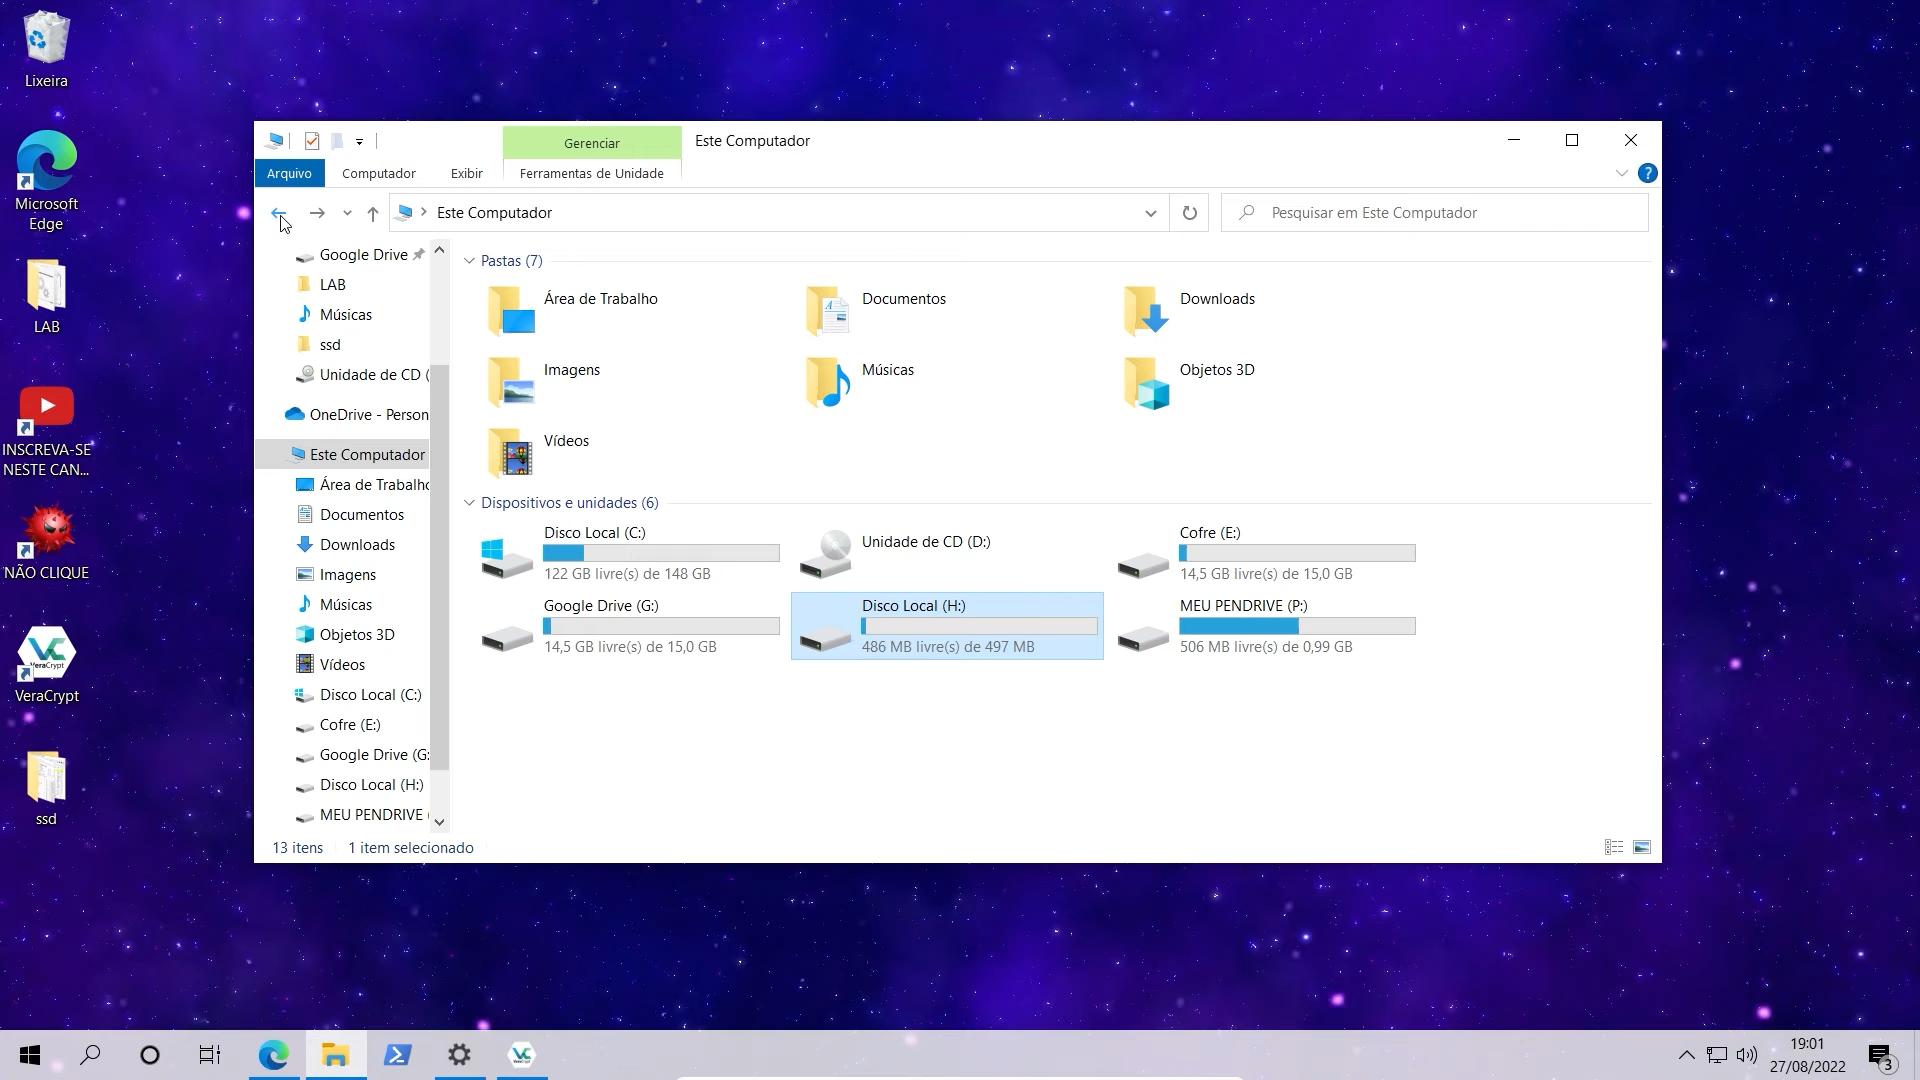 Lixeira
Microsoft
Edge
LAB
INSCREVA-SE
NESTE CAN...
NÃO CLIQUE
VeraCrypt
VeraCrypt
ssd
Gerenciar
Este Computador
Arquivo
Computador
Exibir
Ferramentas de Unidade
?
Este Computador
Pesquisar em Este Computador
Google Drive
LAB
Músicas
ssd
Unidade de CD (
OneDrive - Person
Este Computador
Área de Trabalho
Documentos
Downloads
Imagens
Músicas
Objetos 3D
Vídeos
Disco Local (C:)
Cofre (E:)
Google Drive (G:
Disco Local (H:)
MEU PENDRIVE (
Pastas (7)
Área de Trabalho
Documentos
Downloads
Imagens
Músicas
Objetos 3D
Vídeos
Dispositivos e unidades (6)
Disco Local (C:)
122 GB livre(s) de 148 GB
Unidade de CD (D:)
Cofre (E:)
14,5 GB livre(s) de 15,0 GB
Google Drive (G:)
14,5 GB livre(s) de 15,0 GB
Disco Local (H:)
486 MB livre(s) de 497 MB
MEU PENDRIVE (P:)
506 MB livre(s) de 0,99 GB
13 itens
1 item selecionado
19:01
27/08/2022
3